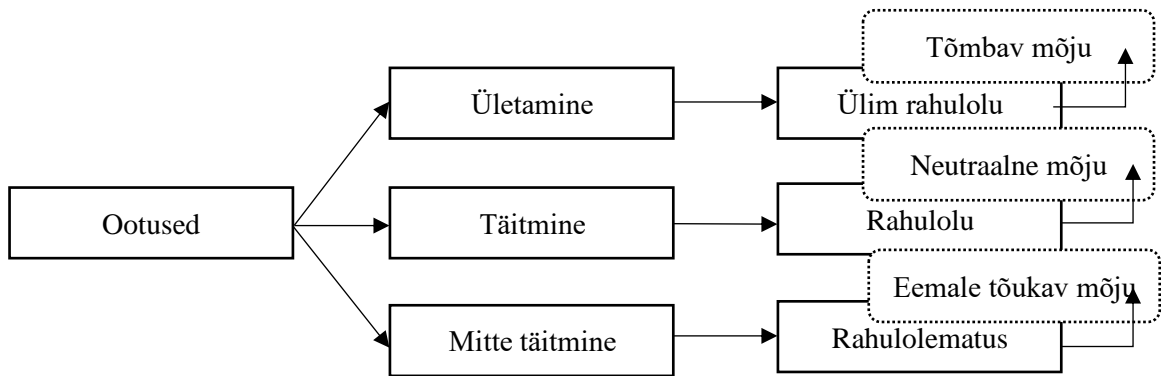 Tõmbav mõju
Ületamine
Ülim rahulolu
Neutraalne mõju
Ootused
Täitmine
Rahulolu
Eemale tõukav mõju
Mitte täitmine
Rahulolematus